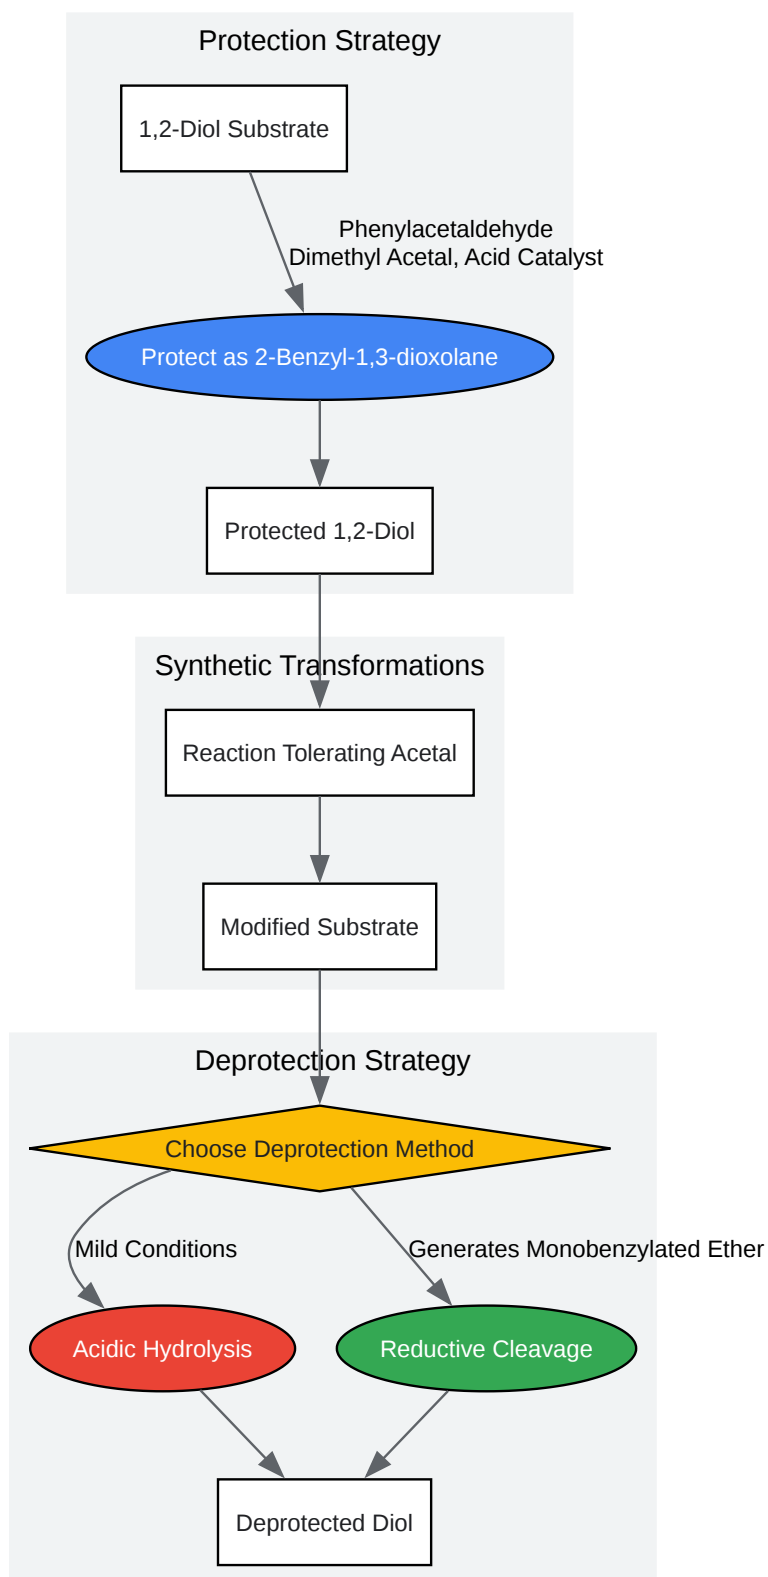 Protection Strategy
1,2-Diol Substrate
Phenylacetaldehyde
Dimethyl Acetal, Acid Catalyst
Protect as 2-Benzyl-1,3-dioxolane
Protected 1,2-Diol
Synthetic Transformations
Reaction Tolerating Acetal
Modified Substrate
Deprotection Strategy
Choose Deprotection Method
Mild Conditions
Generates Monobenzylated Ether
Acidic Hydrolysis
Reductive Cleavage
Deprotected Diol